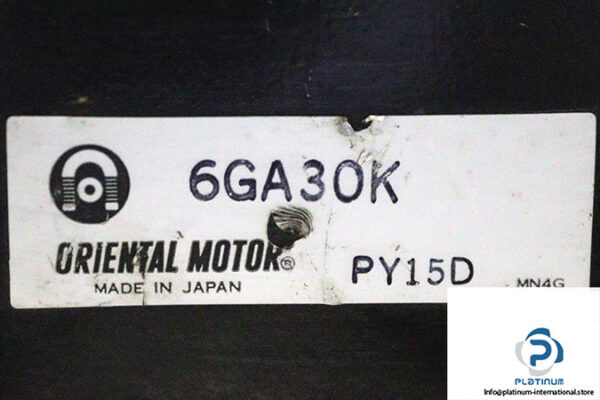 6GA30K
ORIENTAL MOTOR®
PY15D
MADE IN JAPAN
MN4G
PLATINUM
Info@platinum-international.store